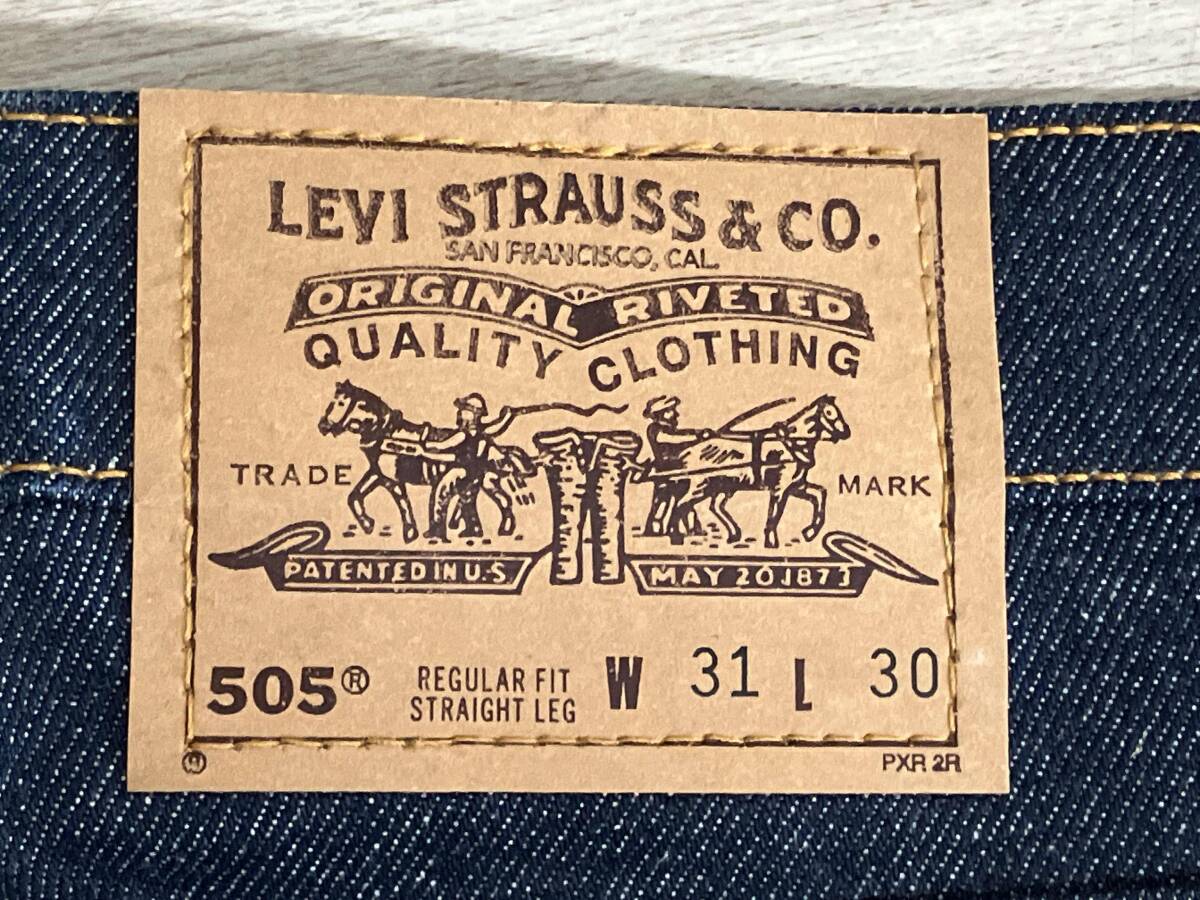 LEVI STRAUSS & CO.
SAN FRANCISCO, CAL.
ORIGINAL RIVETED
QUALITY CLOTHING
TRADE MARK
PATENTED IN U.S MAY 20 1873
505® REGULAR FIT W 31 L 30
STRAIGHT LEG
PXR 2R